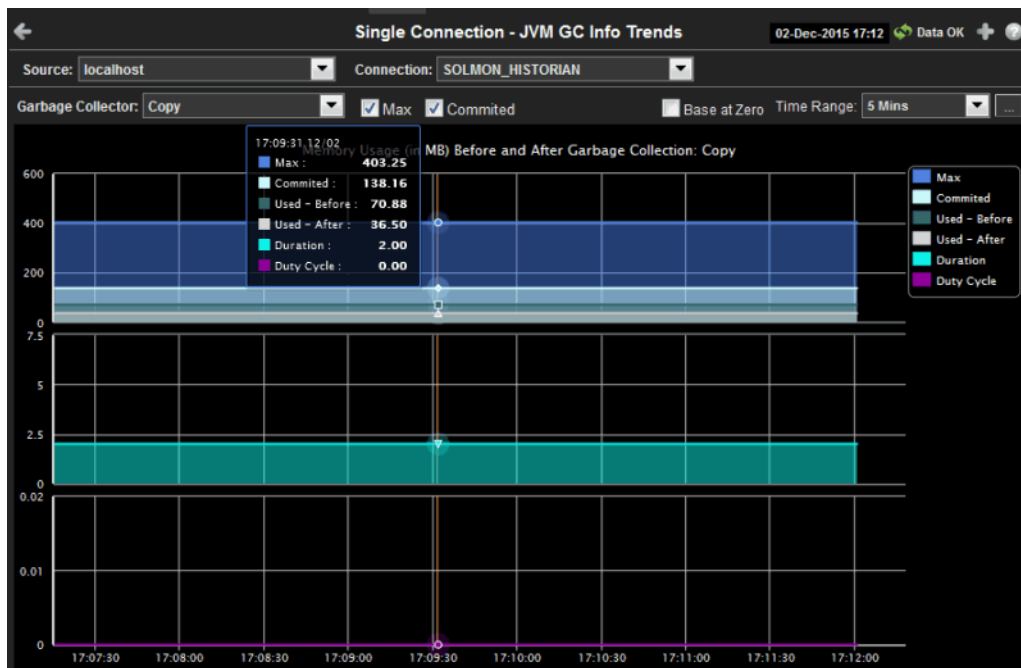 Single Connection - JVM GC Info Trends
02-Dec-2015 17:12 Data OK ?
Source: localhost Connection: SOLMON_HISTORIAN
Garbage Collector: Copy Max Commited Base at Zero Time Range: 5 Mins ...
Memory Usage (in MB) Before and After Garbage Collection: Copy
17:09:31 12/02
Max : 403.25
Commited : 138.16
Used - Before : 70.88
Used - After : 36.50
Duration : 2.00
Duty Cycle : 0.00
Max
Commited
Used - Before
Used - After
Duration
Duty Cycle
600
400
200
0
7.5
5
2.5
0
0.02
0.01
0
17:07:30 17:08:00 17:08:30 17:09:00 17:09:30 17:10:00 17:10:30 17:11:00 17:11:30 17:12:00